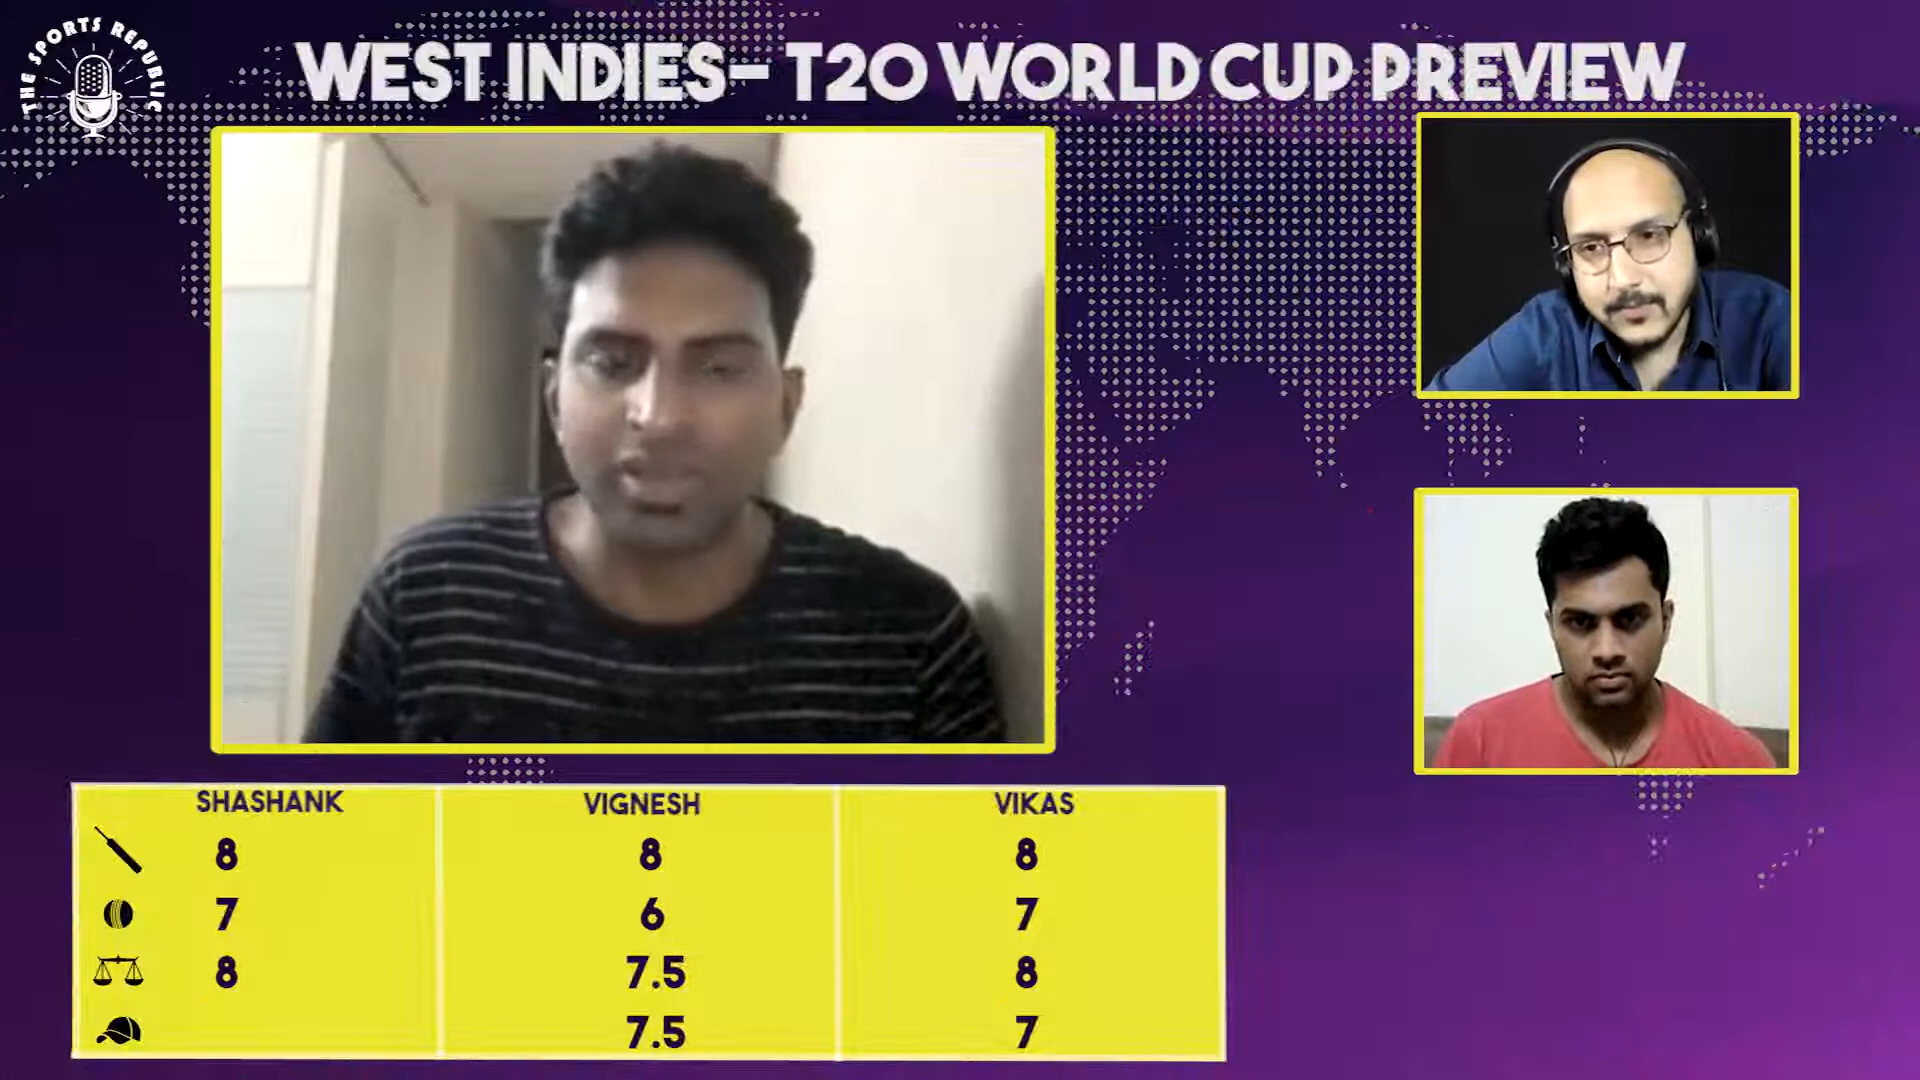 THE SPORTS REPUBLIC
WEST INDIES- T20 WORLD CUP PREVIEW
SHASHANK VIGNESH VIKAS
8 8 8
7 6 7
8 7.5 8
7.5 7